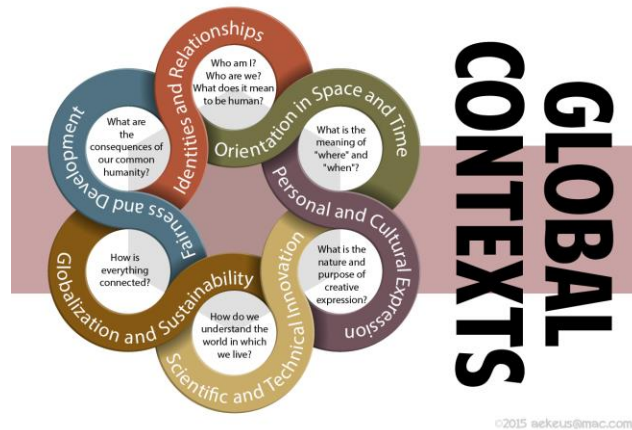 Identities and Relationships
Who am I?
Who are we?
What does it mean
to be human?
Orientation in Space and Time
What is the
meaning of
"where" and
"when"?
Personal and Cultural Expression
What is the
nature and
purpose of
creative
expression?
Scientific and Technical Innovation
How do we
understand the
world in which
we live?
Globalization and Sustainability
How is
everything
connected?
Fairness and Development
What are
the
consequences of
our common
humanity?
GLOBAL
CONTEXTS
©2015 aekeus@mac.com